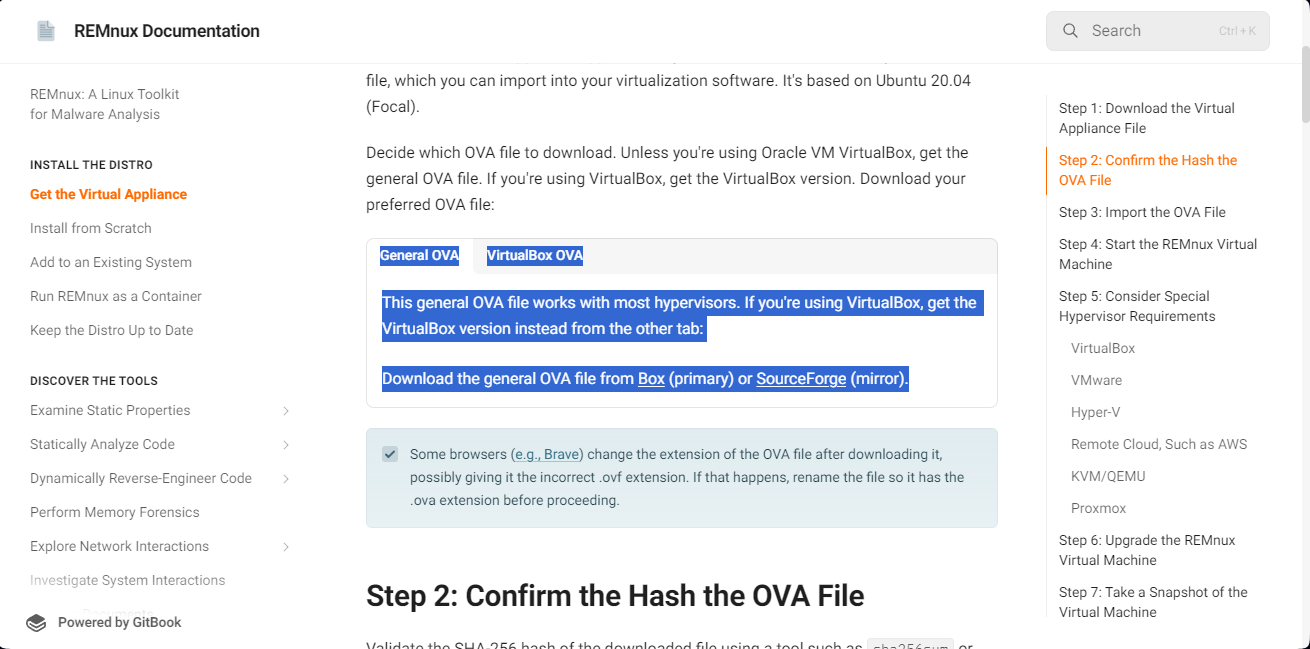 REMnux Documentation
Search
Ctrl + K
REMnux: A Linux Toolkit
for Malware Analysis
INSTALL THE DISTRO
Get the Virtual Appliance
Install from Scratch
Add to an Existing System
Run REMnux as a Container
Keep the Distro Up to Date
DISCOVER THE TOOLS
Examine Static Properties
Statically Analyze Code
Dynamically Reverse-Engineer Code
Perform Memory Forensics
Explore Network Interactions
Investigate System Interactions
Documents
Powered by GitBook
file, which you can import into your virtualization software. It's based on Ubuntu 20.04
(Focal).
Decide which OVA file to download. Unless you're using Oracle VM VirtualBox, get the
general OVA file. If you're using VirtualBox, get the VirtualBox version. Download your
preferred OVA file:
General OVA
VirtualBox OVA
This general OVA file works with most hypervisors. If you're using VirtualBox, get the
VirtualBox version instead from the other tab:
Download the general OVA file from Box (primary) or SourceForge (mirror).
Some browsers (e.g., Brave) change the extension of the OVA file after downloading it,
possibly giving it the incorrect .ovf extension. If that happens, rename the file so it has the
.ova extension before proceeding.
Step 2: Confirm the Hash the OVA File
Validate the SHA-256 hash of the downloaded file using a tool such as sha256sum or
Step 1: Download the Virtual
Appliance File
Step 2: Confirm the Hash the
OVA File
Step 3: Import the OVA File
Step 4: Start the REMnux Virtual
Machine
Step 5: Consider Special
Hypervisor Requirements
VirtualBox
VMware
Hyper-V
Remote Cloud, Such as AWS
KVM/QEMU
Proxmox
Step 6: Upgrade the REMnux
Virtual Machine
Step 7: Take a Snapshot of the
Virtual Machine